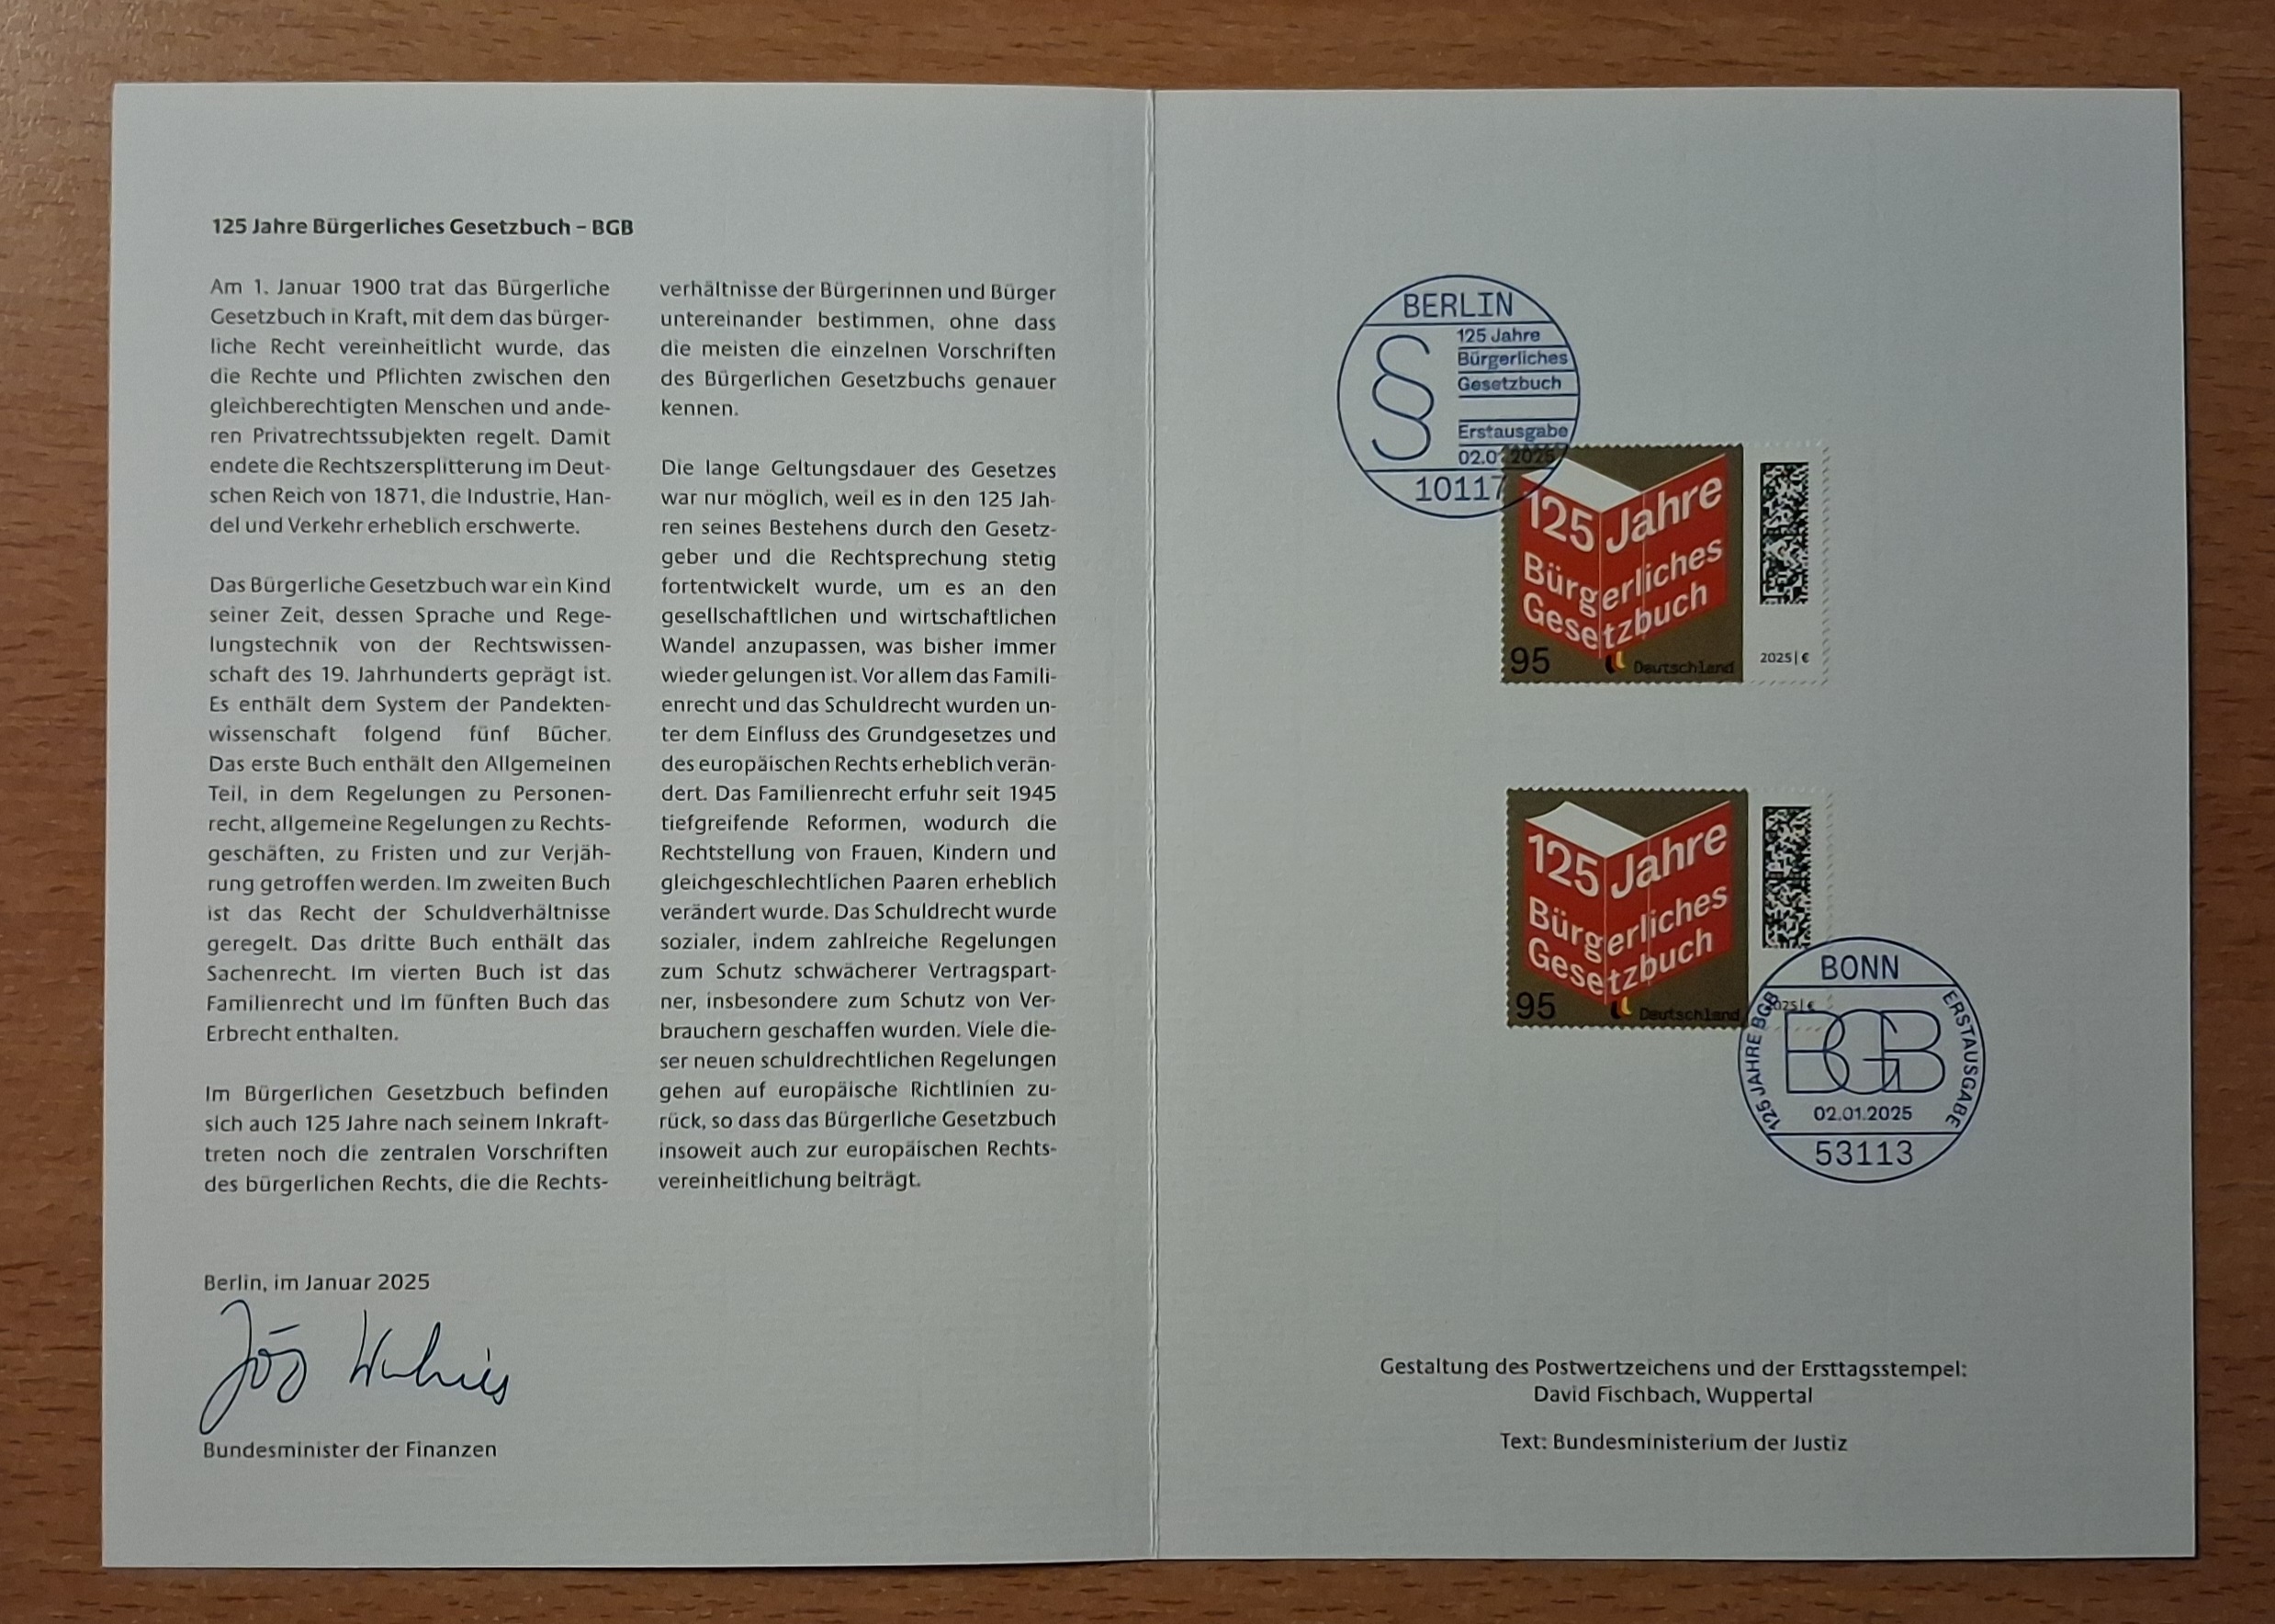 125 Jahre Bürgerliches Gesetzbuch – BGB
Am 1. Januar 1900 trat das Bürgerliche
Gesetzbuch in Kraft, mit dem das bürger-
liche Recht vereinheitlicht wurde, das
die Rechte und Pflichten zwischen den
gleichberechtigten Menschen und ande-
ren Privatrechtssubjekten regelt. Damit
endete die Rechtszersplitterung im Deut-
schen Reich von 1871, die Industrie, Han-
del und Verkehr erheblich erschwerte.
Das Bürgerliche Gesetzbuch war ein Kind
seiner Zeit, dessen Sprache und Rege-
lungstechnik von der Rechtswissen-
schaft des 19. Jahrhunderts geprägt ist.
Es enthält dem System der Pandekten-
wissenschaft folgend fünf Bücher.
Das erste Buch enthält den Allgemeinen
Teil, in dem Regelungen zu Personen-
recht, allgemeine Regelungen zu Rechts-
geschäften, zu Fristen und zur Verjäh-
rung getroffen werden. Im zweiten Buch
ist das Recht der Schuldverhältnisse
geregelt. Das dritte Buch enthält das
Sachenrecht. Im vierten Buch ist das
Familienrecht und im fünften Buch das
Erbrecht enthalten.
Im Bürgerlichen Gesetzbuch befinden
sich auch 125 Jahre nach seinem Inkraft-
treten noch die zentralen Vorschriften
des bürgerlichen Rechts, die die Rechts-
verhältnisse der Bürgerinnen und Bürger
untereinander bestimmen, ohne dass
die meisten die einzelnen Vorschriften
des Bürgerlichen Gesetzbuchs genauer
kennen.
Die lange Geltungsdauer des Gesetzes
war nur möglich, weil es in den 125 Jah-
ren seines Bestehens durch den Gesetz-
geber und die Rechtsprechung stetig
fortentwickelt wurde, um es an den
gesellschaftlichen und wirtschaftlichen
Wandel anzupassen, was bisher immer
wieder gelungen ist. Vor allem das Famili-
enrecht und das Schuldrecht wurden un-
ter dem Einfluss des Grundgesetzes und
des europäischen Rechts erheblich verän-
dert. Das Familienrecht erfuhr seit 1945
tiefgreifende Reformen, wodurch die
Rechtstellung von Frauen, Kindern und
gleichgeschlechtlichen Paaren erheblich
verändert wurde. Das Schuldrecht wurde
sozialer, indem zahlreiche Regelungen
zum Schutz schwächerer Vertragspart-
ner, insbesondere zum Schutz von Ver-
brauchern geschaffen wurden. Viele die-
ser neuen schuldrechtlichen Regelungen
gehen auf europäische Richtlinien zu-
rück, so dass das Bürgerliche Gesetzbuch
insoweit auch zur europäischen Rechts-
vereinheitlichung beiträgt.
Berlin, im Januar 2025
Bundesminister der Finanzen
BERLIN
§
125 Jahre
Bürgerliches
Gesetzbuch
Erstausgabe
02.0 2025
10117
125 Jahre
Bürgerliches
Gesetzbuch
95
Deutschland
2025 | €
125 Jahre
Bürgerliches
Gesetzbuch
95
Deutschland
2025 | €
BONN
125 JAHRE BGB
BGB
ERSTAUSGABE
02.01.2025
53113
Gestaltung des Postwertzeichens und der Ersttagsstempel:
David Fischbach, Wuppertal
Text: Bundesministerium der Justiz